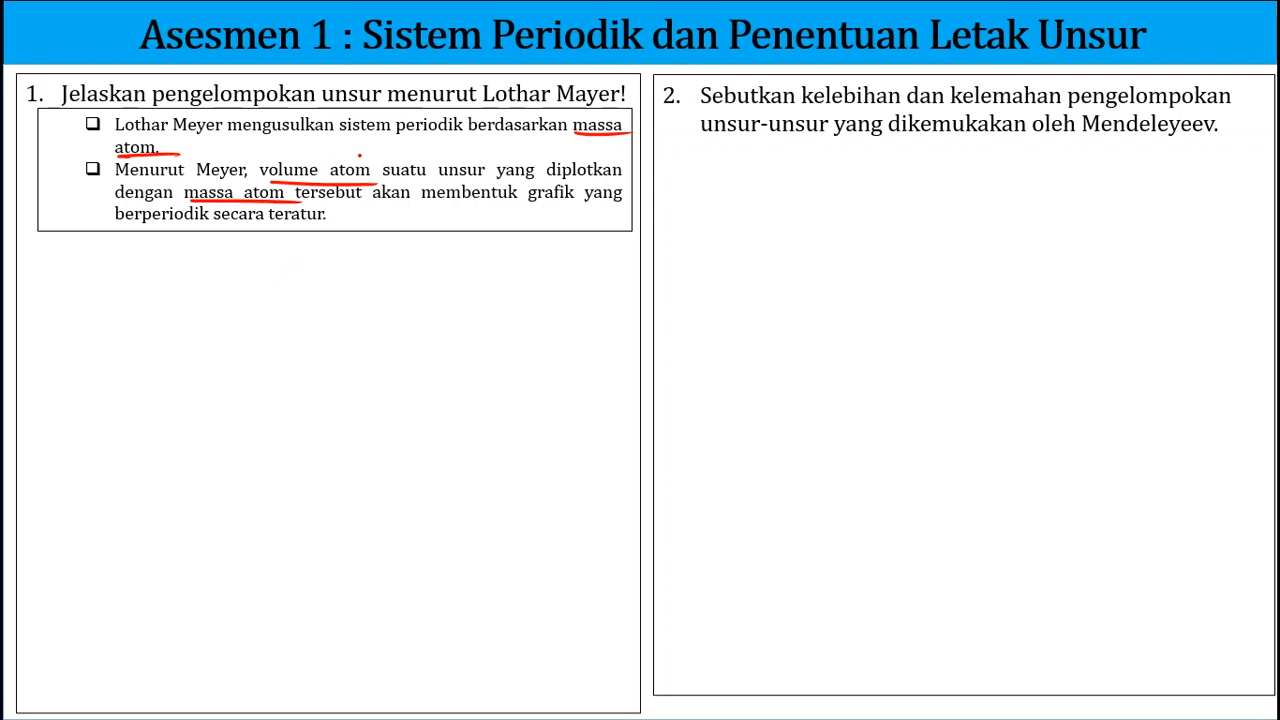 Asesmen 1 : Sistem Periodik dan Penentuan Letak Unsur
1. Jelaskan pengelompokan unsur menurut Lothar Mayer!
❑ Lothar Meyer mengusulkan sistem periodik berdasarkan massa
atom.
❑ Menurut Meyer, volume atom suatu unsur yang diplotkan
dengan massa atom tersebut akan membentuk grafik yang
berperiodik secara teratur.
2. Sebutkan kelebihan dan kelemahan pengelompokan
unsur-unsur yang dikemukakan oleh Mendeleyeev.